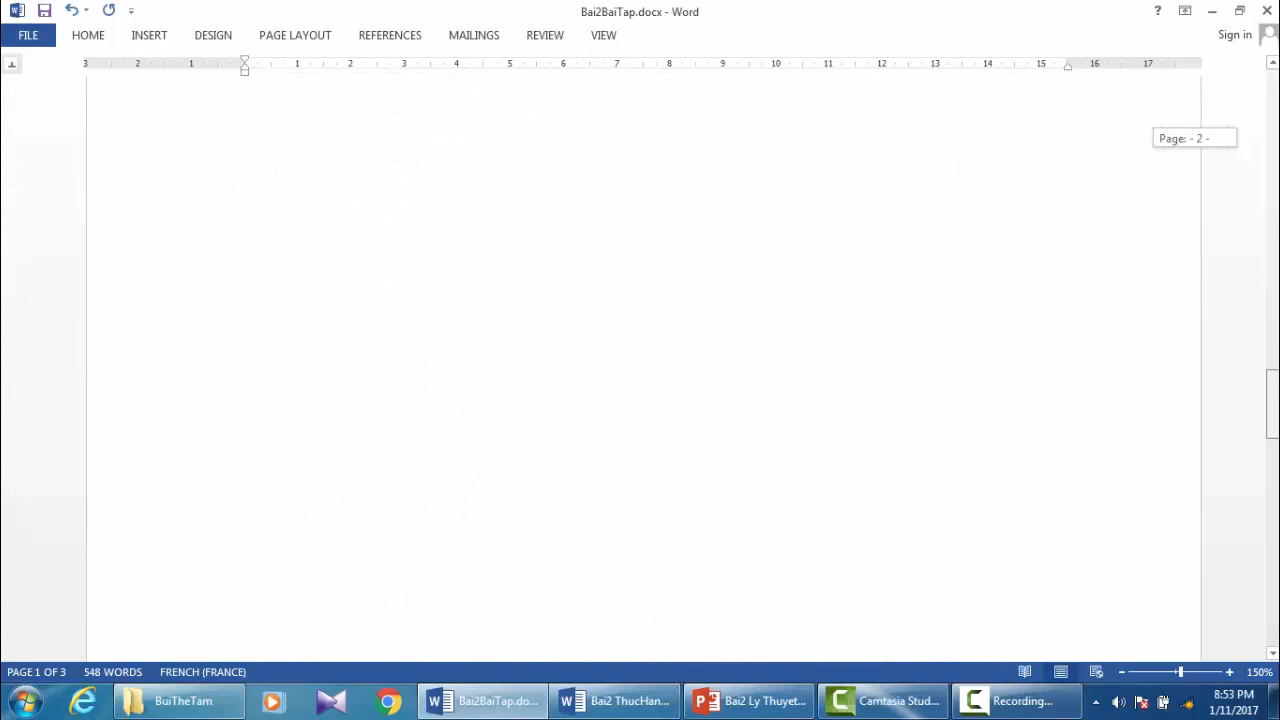 Bai2BaiTap.docx - Word
?
FILE HOME INSERT DESIGN PAGE LAYOUT REFERENCES MAILINGS REVIEW VIEW Sign in
3 2 1 1 2 3 4 5 6 7 8 9 10 11 12 13 14 15 16 17
Page: - 2 -
PAGE 1 OF 3 548 WORDS FRENCH (FRANCE) 150%
BuiTheTam Bai2BaiTap.do... Bai2 ThucHan... Bai2 Ly Thuyet... Camtasia Stud... Recording... 8:53 PM
1/11/2017